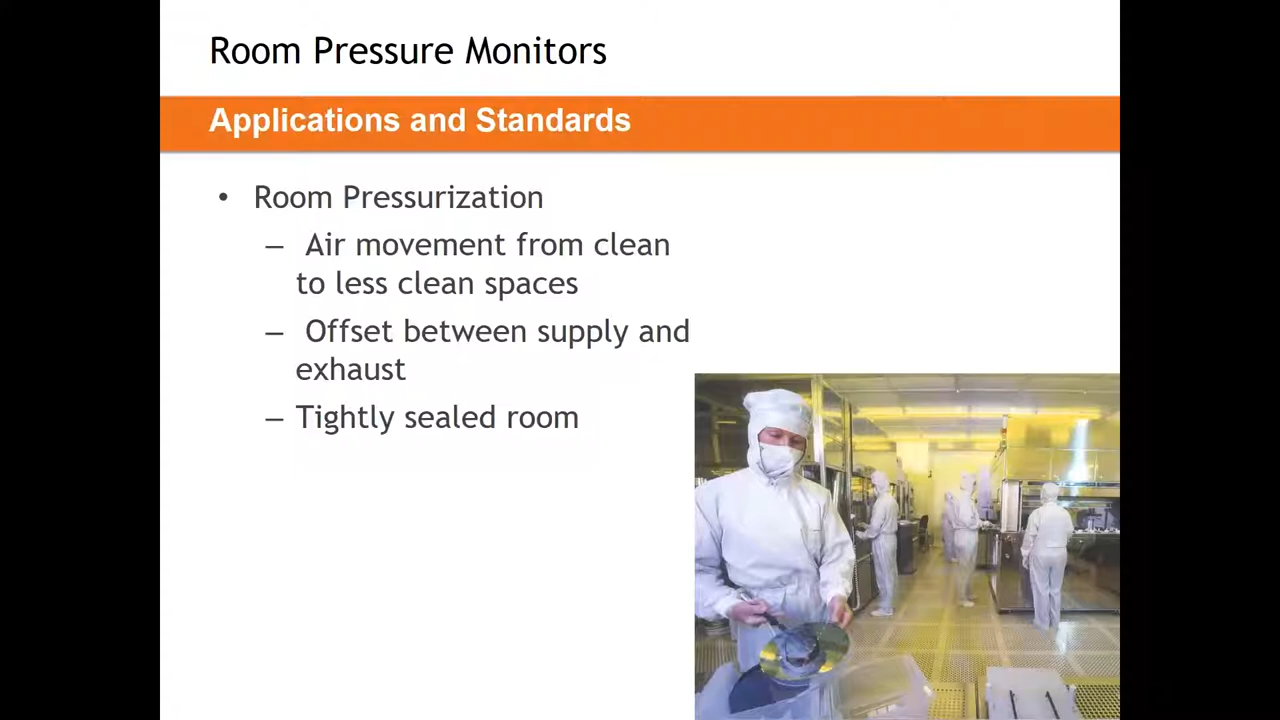 Room Pressure Monitors
Applications and Standards
• Room Pressurization
– Air movement from clean
to less clean spaces
– Offset between supply and
exhaust
– Tightly sealed room